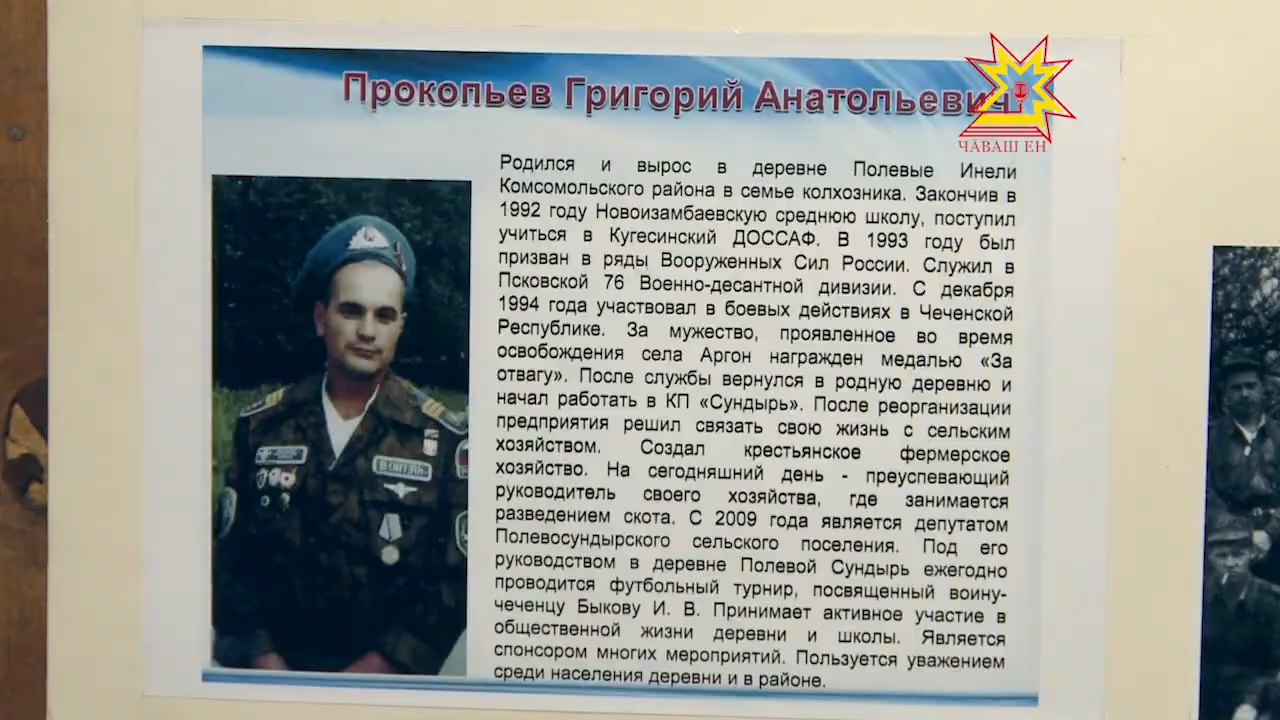 Прокопьев Григорий Анатольевич
ЧĂВАШ ЕН
Родился и вырос в деревне Полевые Инели
Комсомольского района в семье колхозника. Закончив в
1992 году Новоизамбаевскую среднюю школу, поступил
учиться в Кугесинский ДОССАФ. В 1993 году был
призван в ряды Вооруженных Сил России. Служил в
Псковской 76 Военно-десантной дивизии. С декабря
1994 года участвовал в боевых действиях в Чеченской
Республике. За мужество, проявленное во время
освобождения села Аргон награжден медалью «За
отвагу». После службы вернулся в родную деревню и
начал работать в КП «Сундырь». После реорганизации
предприятия решил связать свою жизнь с сельским
хозяйством. Создал крестьянское фермерское
хозяйство. На сегодняшний день - преуспевающий
руководитель своего хозяйства, где занимается
разведением скота. С 2009 года является депутатом
Полевосундырского сельского поселения. Под его
руководством в деревне Полевой Сундырь ежегодно
проводится футбольный турнир, посвященный воину-
чеченцу Быкову И. В. Принимает активное участие в
общественной жизни деревни и школы. Является
спонсором многих мероприятий. Пользуется уважением
среди населения деревни и в районе.